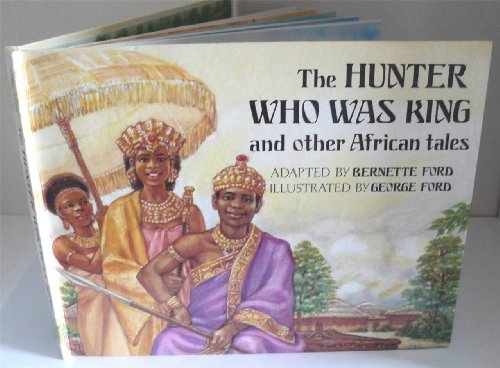 The HUNTER
WHO WAS KING
and other African tales
ADAPTED BY BERNETTE FORD
ILLUSTRATED BY GEORGE FORD